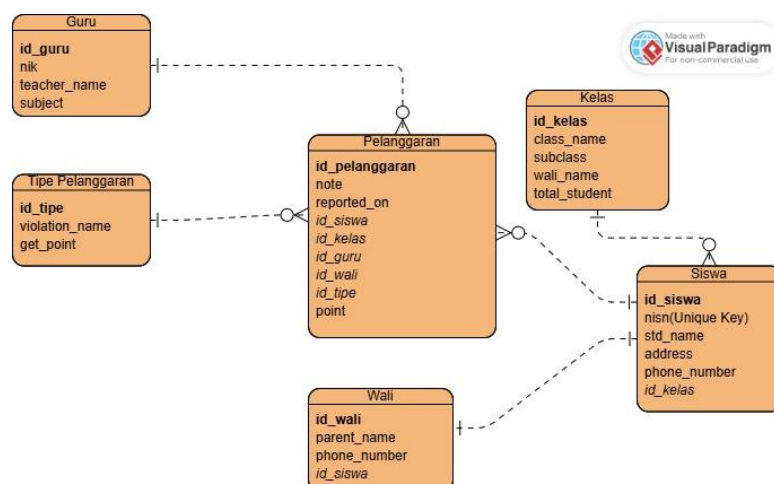 Guru
id_guru
nik
teacher_name
subject
Made with
Visual Paradigm
For non-commercial use
Kelas
id_kelas
class_name
subclass
wali_name
total_student
Pelanggaran
id_pelanggaran
note
reported_on
id_siswa
id_kelas
id_guru
id_wali
id_tipe
point
Tipe Pelanggaran
id_tipe
violation_name
get_point
Siswa
id_siswa
nisn(Unique Key)
std_name
address
phone_number
id_kelas
Wali
id_wali
parent_name
phone_number
id_siswa